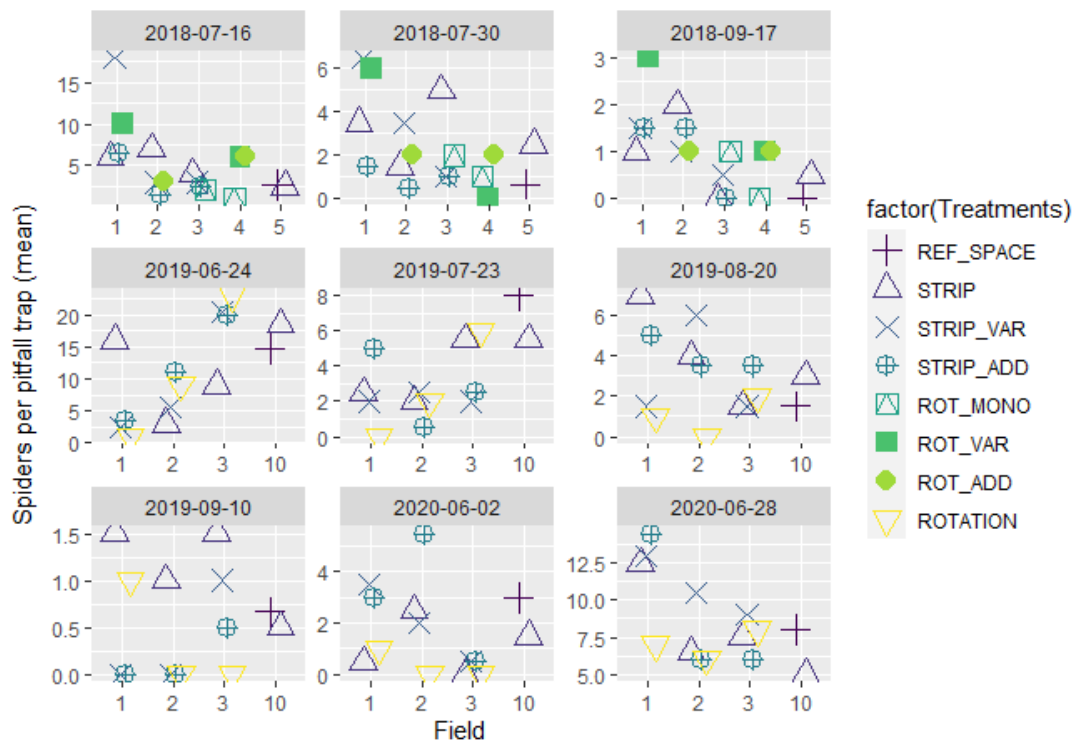 2018-07-16
2018-07-30
2018-09-17
15
10
5
1 2 3 4 5
6
4
2
0
1 2 3 4 5
3
2
1
0
1 2 3 4 5
2019-06-24
2019-07-23
2019-08-20
20
15
10
5
0
1 2 3 10
8
6
4
2
0
1 2 3 10
6
4
2
0
1 2 3 10
2019-09-10
2020-06-02
2020-06-28
1.5
1.0
0.5
0.0
1 2 3 10
4
2
0
1 2 3 10
12.5
10.0
7.5
5.0
1 2 3 10
Spiders per pitfall trap (mean)
Field
factor(Treatments)
REF_SPACE
STRIP
STRIP_VAR
STRIP_ADD
ROT_MONO
ROT_VAR
ROT_ADD
ROTATION